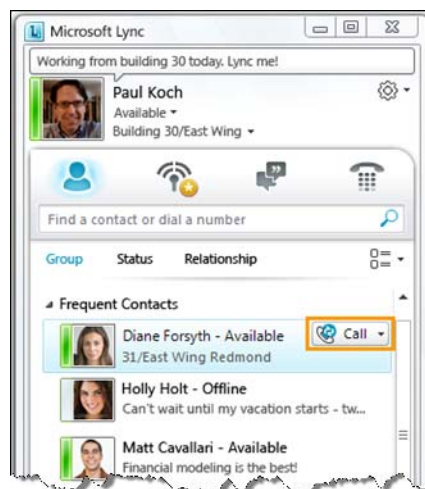 Microsoft Lync
Working from building 30 today. Lync me!
Paul Koch
Available
Building 30/East Wing
Find a contact or dial a number
Group Status Relationship
Frequent Contacts
Diane Forsyth - Available Call
31/East Wing Redmond
Holly Holt - Offline
Can't wait until my vacation starts - tw...
Matt Cavallari - Available
Financial modeling is the best!